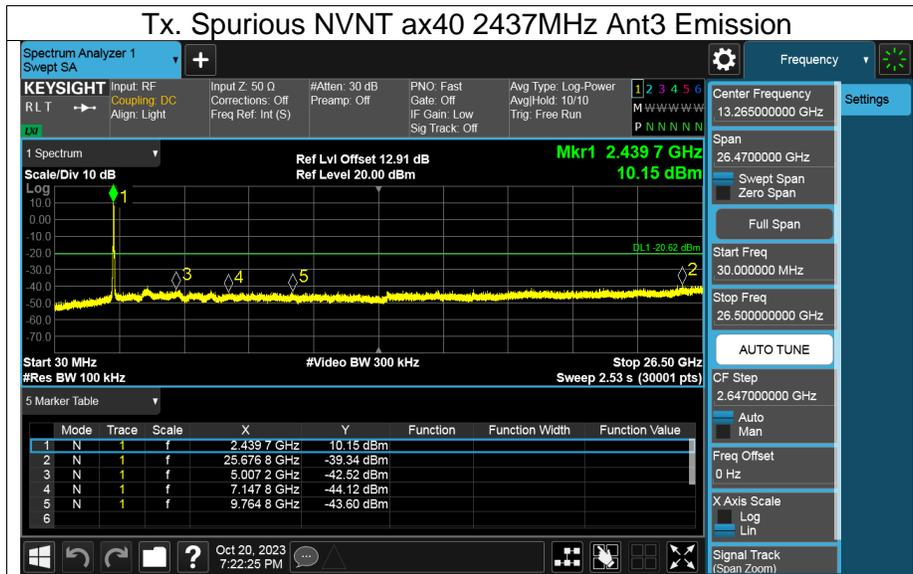 Tx. Spurious NVNT ax40 2437MHz Ant3 Emission
Spectrum Analyzer 1
Swept SA
+
Frequency
KEYSIGHT
RLT
LXI
Input: RF
Coupling: DC
Align: Light
Input Z: 50 Ω
Corrections: Off
Freq Ref: Int (S)
#Atten: 30 dB
Preamp: Off
PNO: Fast
Gate: Off
IF Gain: Low
Sig Track: Off
Avg Type: Log-Power
Avg|Hold: 10/10
Trig: Free Run
1 2 3 4 5 6
M W W W W W
P N N N N N
Center Frequency
13.265000000 GHz
Settings
1 Spectrum
Scale/Div 10 dB
Ref Lvl Offset 12.91 dB
Ref Level 20.00 dBm
Mkr1 2.439 7 GHz
10.15 dBm
Span
26.4700000 GHz
Swept Span
Zero Span
Full Span
Log
10.0
0.00
-10.0
-20.0
-30.0
-40.0
-50.0
-60.0
-70.0
1
3
4
5
2
DL1 -20.62 dBm
Start Freq
30.000000 MHz
Stop Freq
26.500000000 GHz
AUTO TUNE
Start 30 MHz
#Res BW 100 kHz
#Video BW 300 kHz
Stop 26.50 GHz
Sweep 2.53 s (30001 pts)
CF Step
2.647000000 GHz
Auto
Man
5 Marker Table
Mode Trace Scale X Y Function Function Width Function Value
1 N 1 f 2.439 7 GHz 10.15 dBm
2 N 1 f 25.676 8 GHz -39.34 dBm
3 N 1 f 5.007 2 GHz -42.52 dBm
4 N 1 f 7.147 8 GHz -44.12 dBm
5 N 1 f 9.764 8 GHz -43.60 dBm
6
Freq Offset
0 Hz
X Axis Scale
Log
Lin
Signal Track
(Span Zoom)
?
Oct 20, 2023
7:22:25 PM